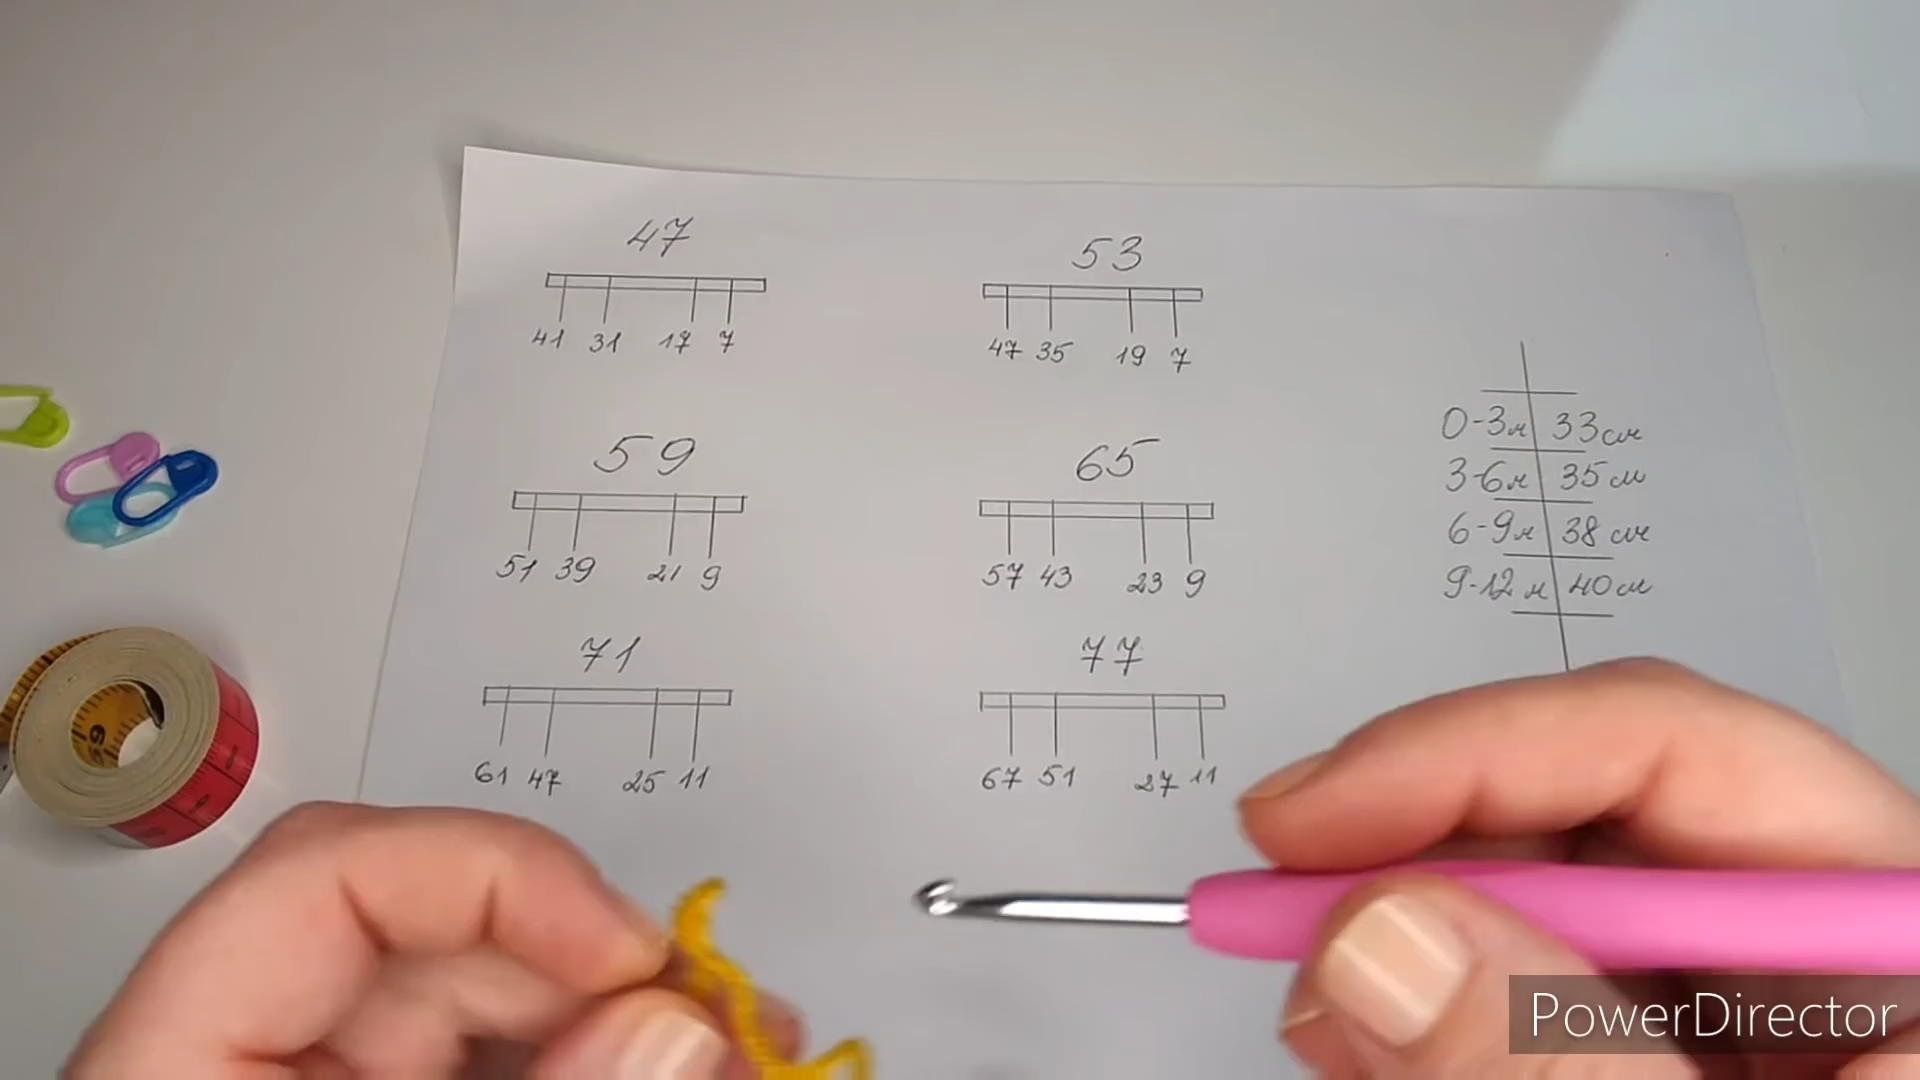 47
53
41 31 17 7
47 35 19 7
0-3м 33см
3-6м 35см
59
65
6-9м 38см
51 39 21 9
57 43 23 9
9-12м 40см
71
77
61 47 25 11
67 51 27 11
PowerDirector